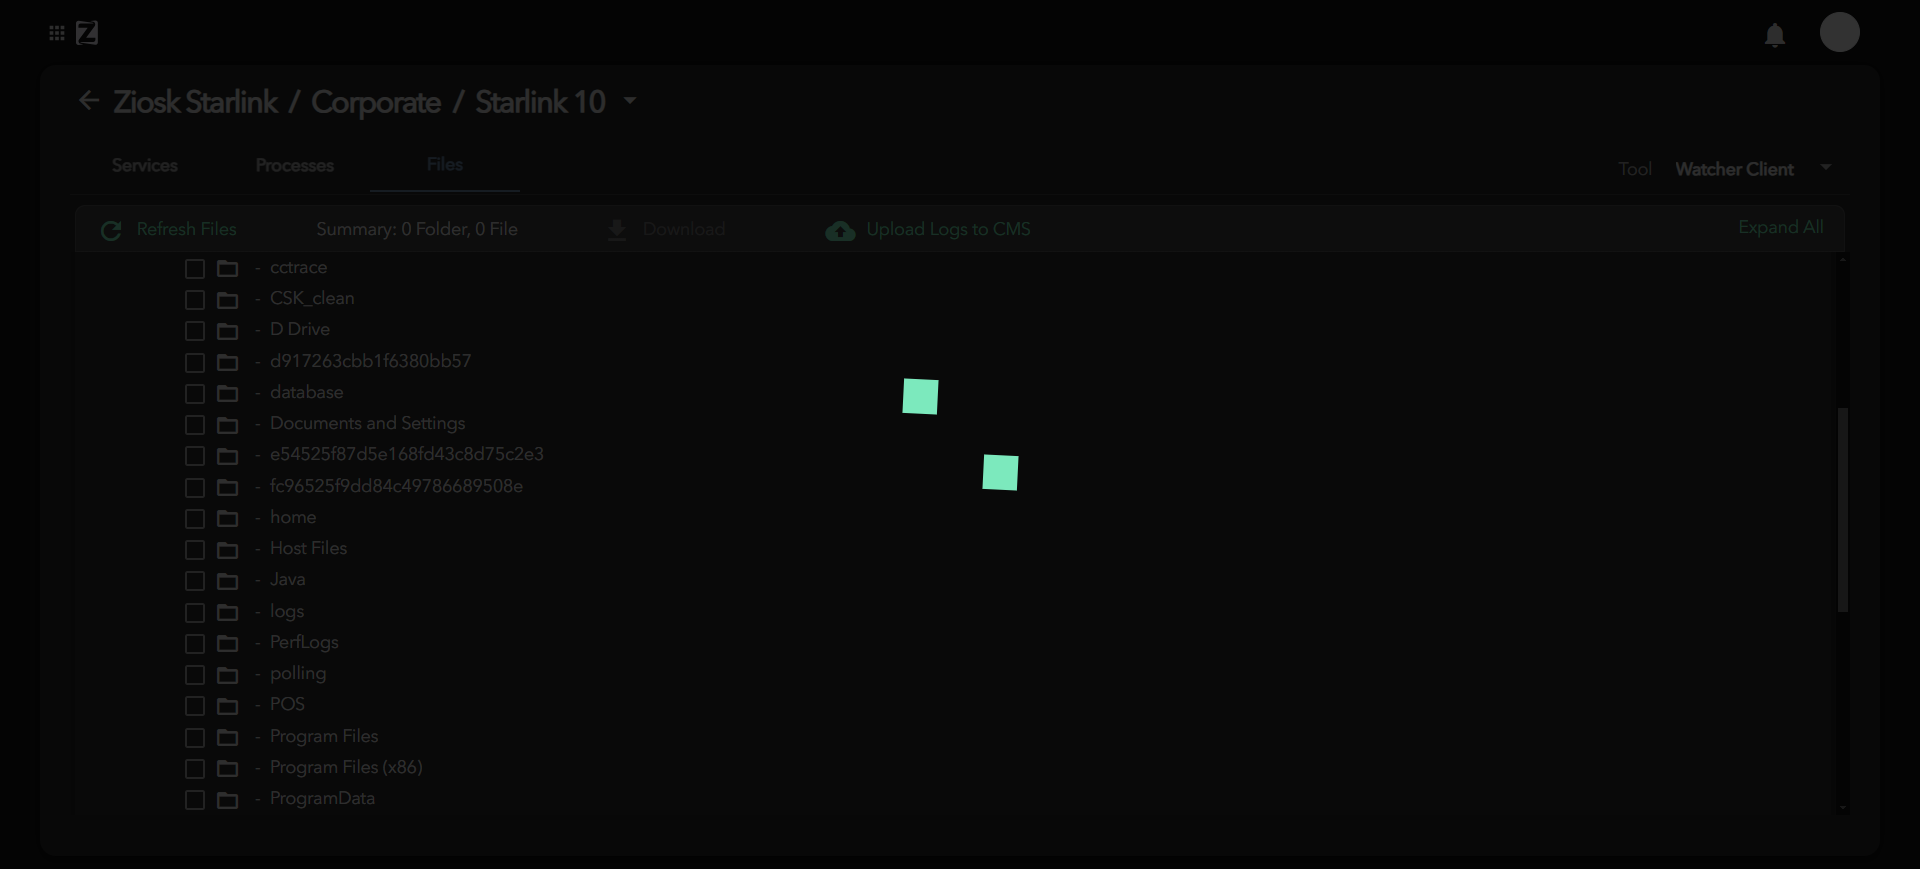 Z
Ziosk Starlink / Corporate / Starlink 10
Services Processes Files Tool Watcher Client
Refresh Files Summary: 0 Folder, 0 File Download Upload Logs to CMS Expand All
- cctrace
- CSK_clean
- D Drive
- d917263cbb1f6380bb57
- database
- Documents and Settings
- e54525f87d5e168fd43c8d75c2e3
- fc96525f9dd84c49786689508e
- home
- Host Files
- Java
- logs
- PerfLogs
- polling
- POS
- Program Files
- Program Files (x86)
- ProgramData